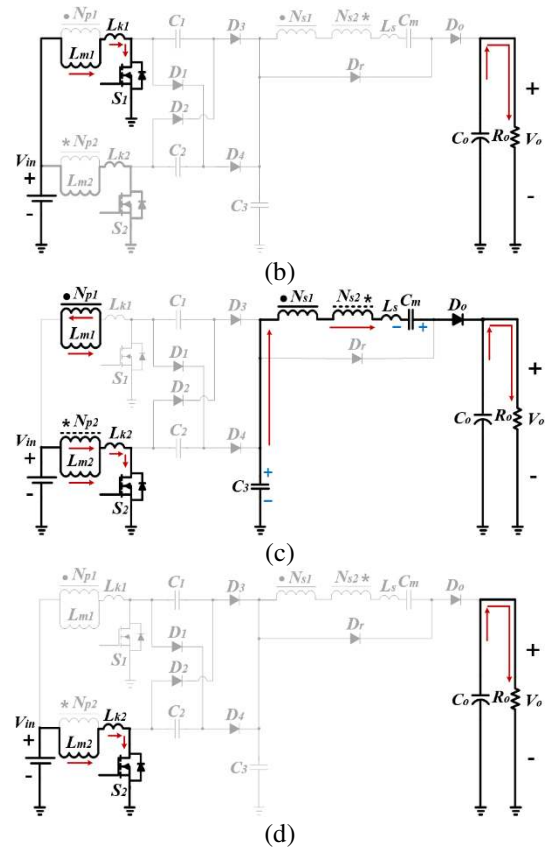 • Np1 Lk1 C1 D3 • Ns1 Ns2* Ls Cm Do
Lm1 D1 Dr
S1 D2 +
* Np2 Lk2 Co Ro Vo
Vin + Lm2 C2 D4
- S2 C3 -
(b)
• Np1 Lk1 C1 D3 • Ns1 Ns2* Ls Cm Do
- +
Lm1 D1 Dr
S1 D2 +
* Np2 Lk2 Co Ro Vo
Vin + Lm2 C2 D4
- S2 C3 + - -
(c)
• Np1 Lk1 C1 D3 • Ns1 Ns2* Ls Cm Do
Lm1 D1 Dr
S1 D2 +
* Np2 Lk2 Co Ro Vo
Vin + Lm2 C2 D4
- S2 C3 -
(d)